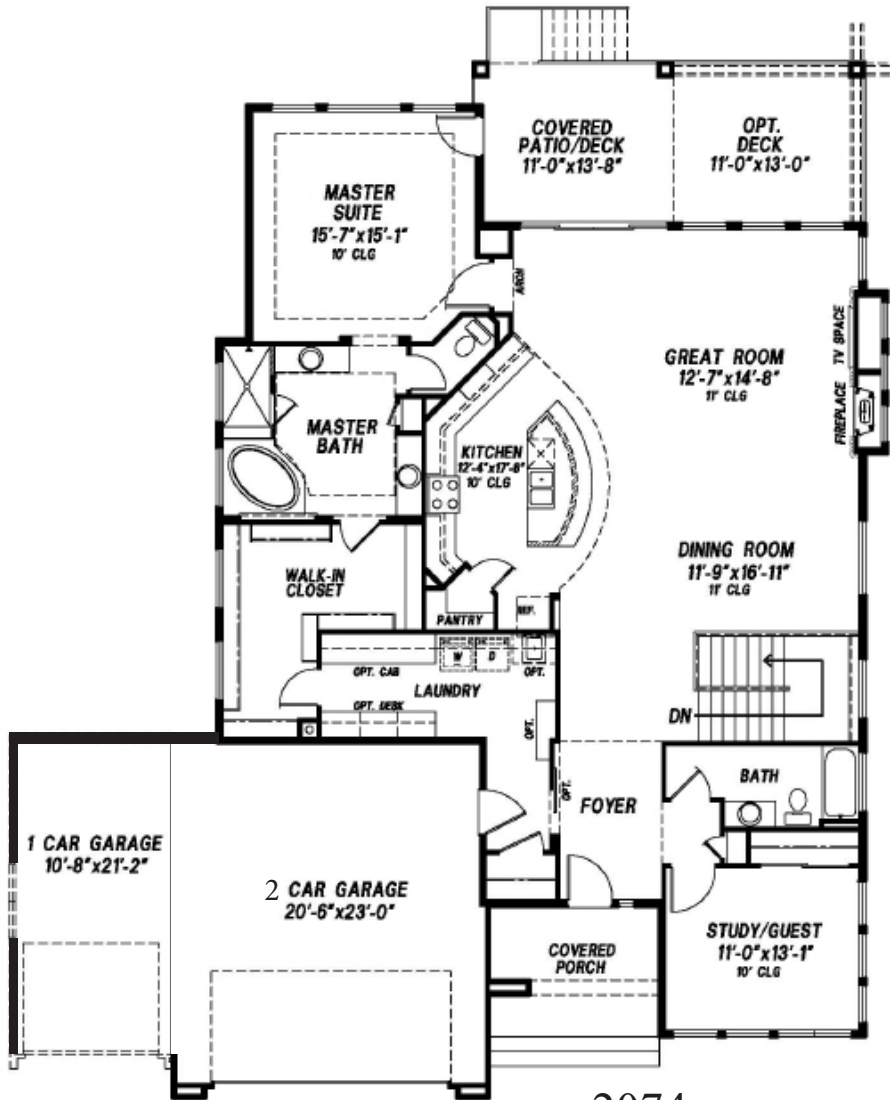 COVERED
PATIO/DECK
11'-0"x13'-8"
OPT.
DECK
11'-0"x13'-0"
MASTER
SUITE
15'-7"x15'-1"
10' CLG
ARCH
GREAT ROOM
12'-7"x14'-8"
11' CLG
TV SPACE
FIREPLACE
MASTER
BATH
KITCHEN
12'-4"x17'-8"
10' CLG
DINING ROOM
11'-9"x16'-11"
11' CLG
WALK-IN
CLOSET
PANTRY
REF.
W
D
OPT.
OPT. CAB
LAUNDRY
OPT. DESK
OPT.
DN
OPT.
FOYER
BATH
1 CAR GARAGE
10'-8"x21'-2"
2 CAR GARAGE
20'-6"x23'-0"
COVERED
PORCH
STUDY/GUEST
11'-0"x13'-1"
10' CLG